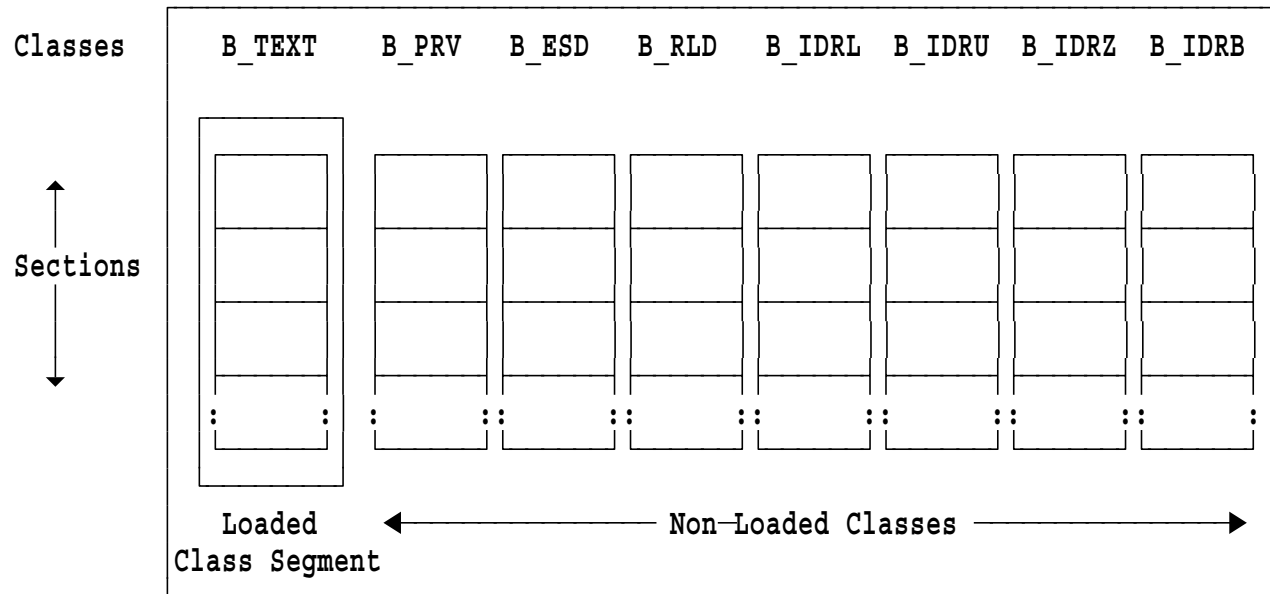 Classes B_TEXT B_PRV B_ESD B_RLD B_IDRL B_IDRU B_IDRZ B_IDRB
Sections
: : : :: :: :: :: :: :: :
Loaded Non-Loaded Classes
Class Segment